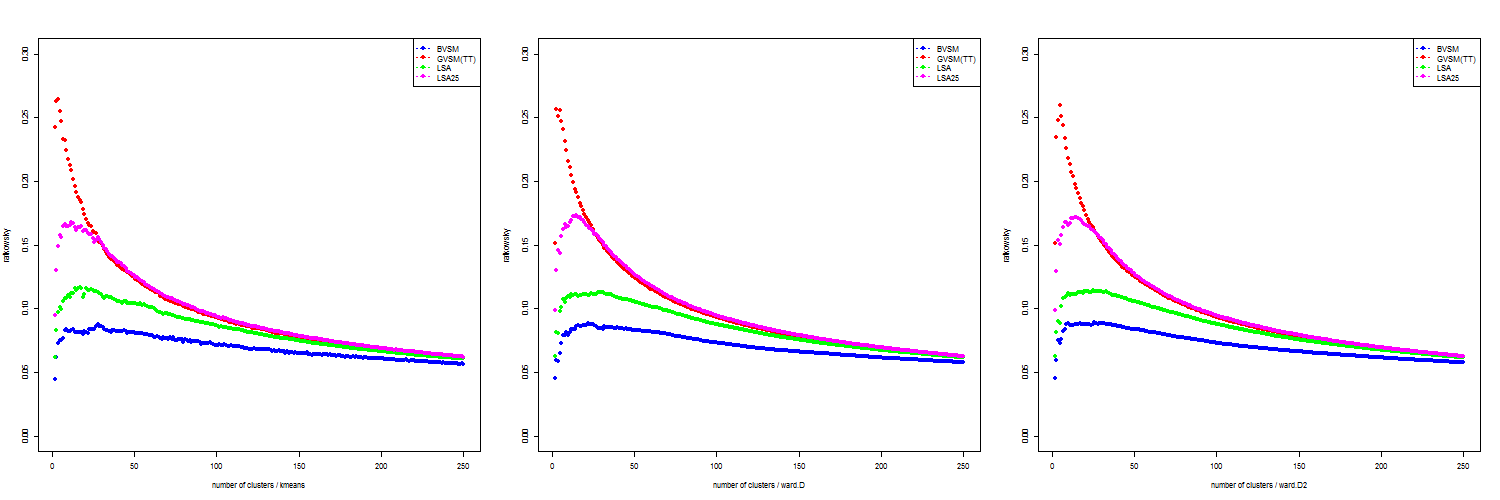 BVSM
GVSM(TT)
LSA
LSA25
ratkowsky
0.00
0.05
0.10
0.15
0.20
0.25
0.30
0
50
100
150
200
250
number of clusters / kmeans
BVSM
GVSM(TT)
LSA
LSA25
ratkowsky
0.00
0.05
0.10
0.15
0.20
0.25
0.30
0
50
100
150
200
250
number of clusters / ward.D
BVSM
GVSM(TT)
LSA
LSA25
ratkowsky
0.00
0.05
0.10
0.15
0.20
0.25
0.30
0
50
100
150
200
250
number of clusters / ward.D2